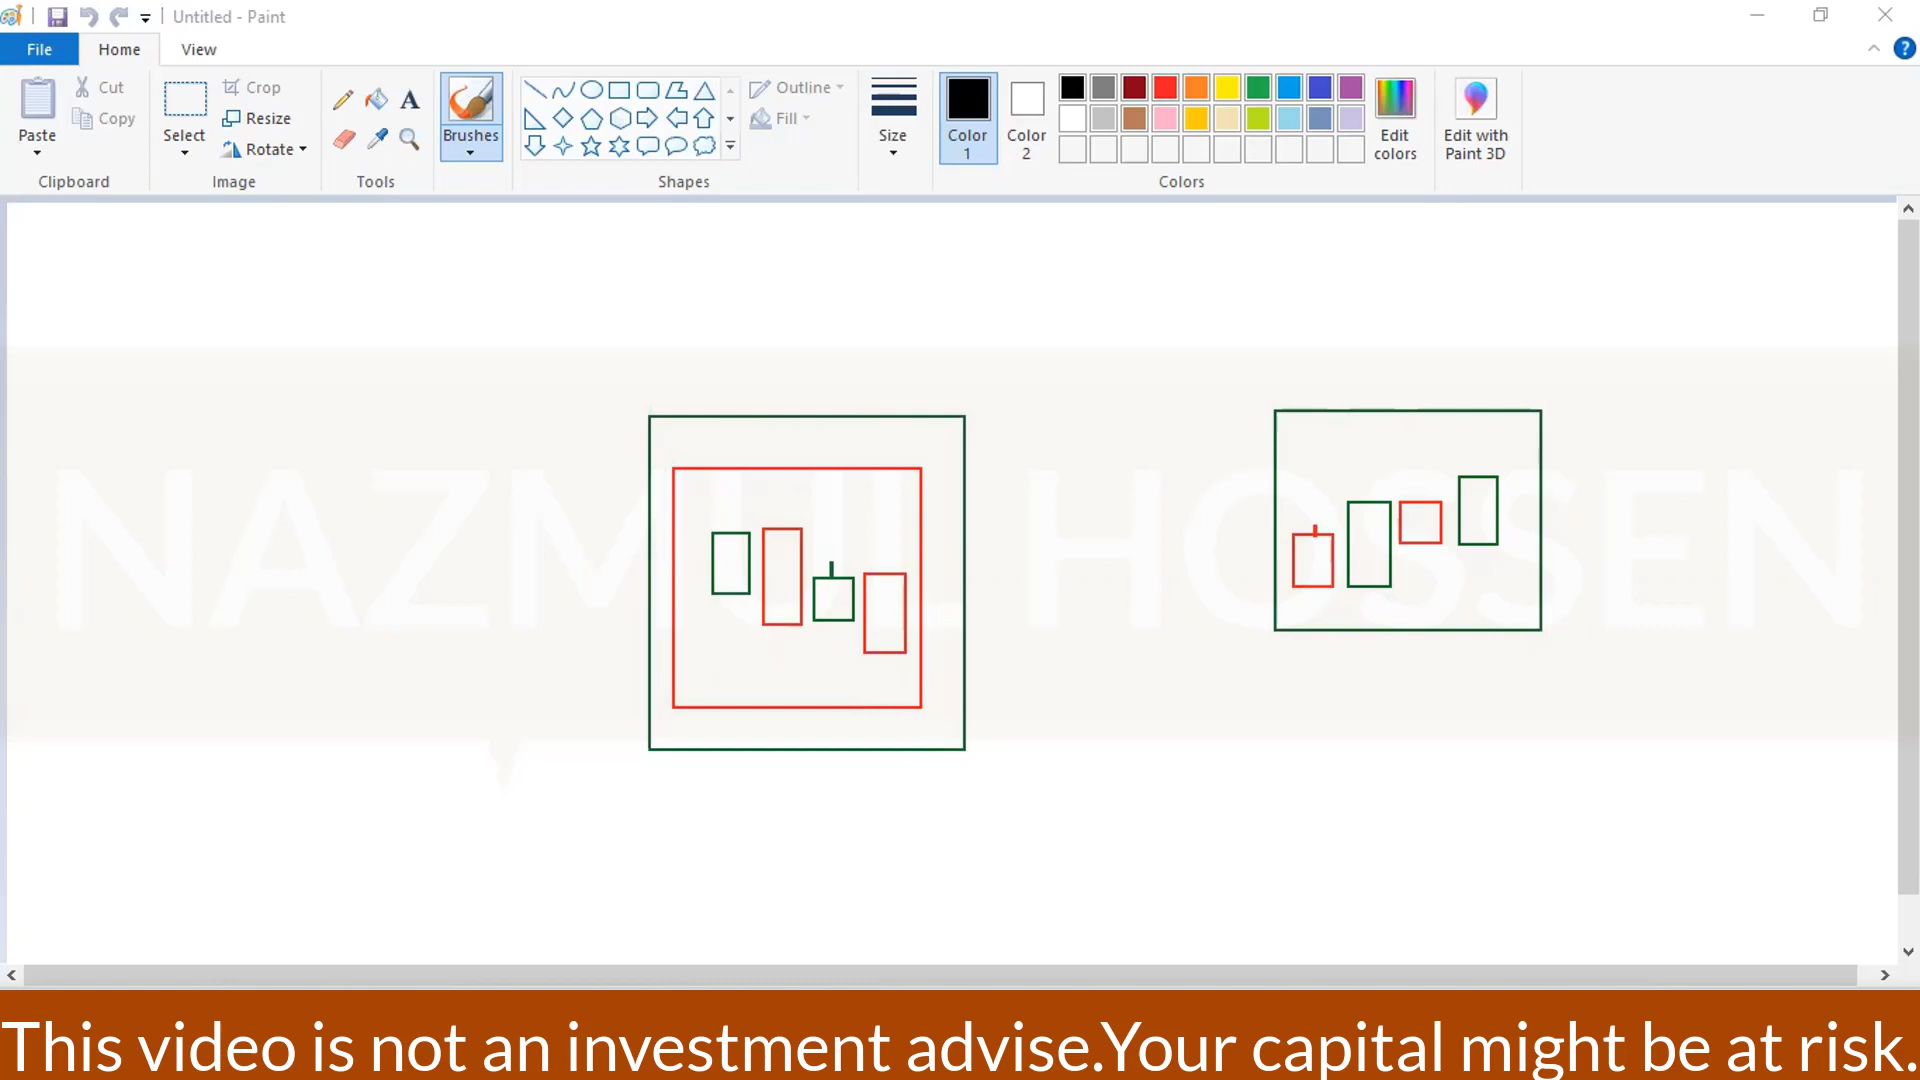 Untitled - Paint
File Home View
Paste Cut Copy Select Crop Resize Rotate Brushes Outline Fill Size Color 1 Color 2 Edit colors Edit with Paint 3D
Clipboard Image Tools Shapes Colors
NAZMUL HOSSEN
This video is not an investment advise.Your capital might be at risk.